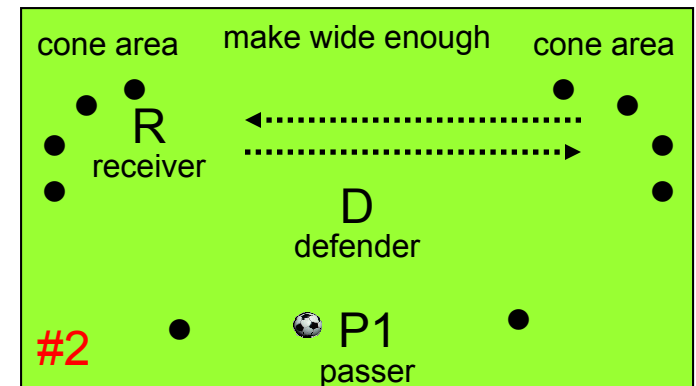 cone area
make wide enough
cone area
R
receiver
D
defender
#2
P1
passer